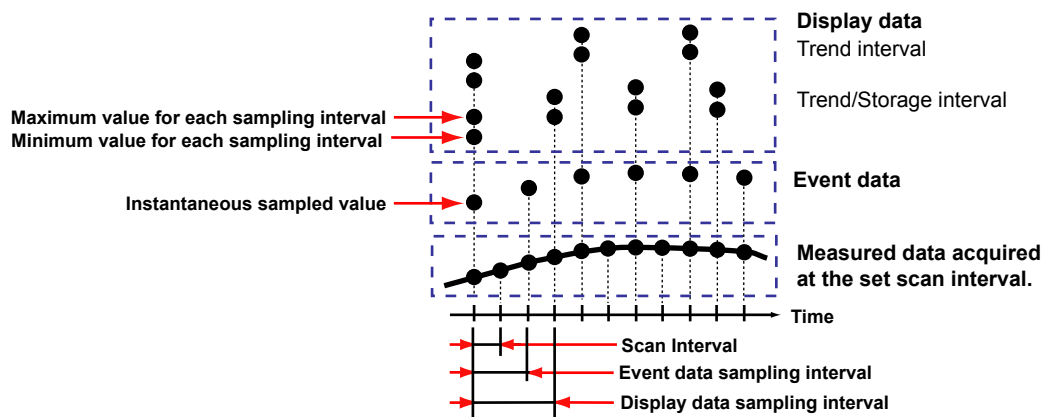 Display data
Trend interval
Trend/Storage interval
Maximum value for each sampling interval
Minimum value for each sampling interval
Event data
Instantaneous sampled value
Measured data acquired
at the set scan interval.
Time
Scan Interval
Event data sampling interval
Display data sampling interval